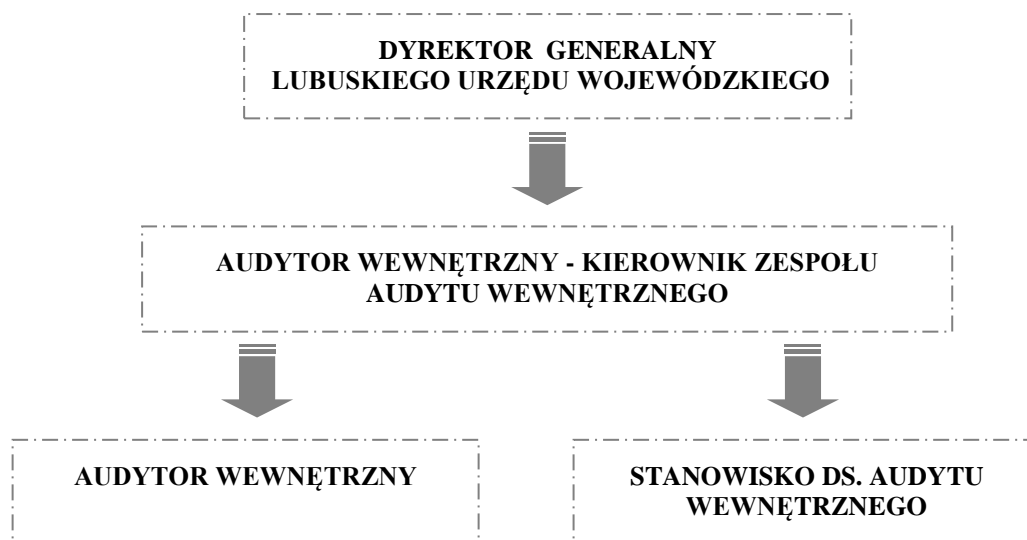 DYREKTOR GENERALNY
LUBUSKIEGO URZĘDU WOJEWÓDZKIEGO
AUDYTOR WEWNĘTRZNY - KIEROWNIK ZESPOŁU
AUDYTU WEWNĘTRZNEGO
AUDYTOR WEWNĘTRZNY
STANOWISKO DS. AUDYTU
WEWNĘTRZNEGO